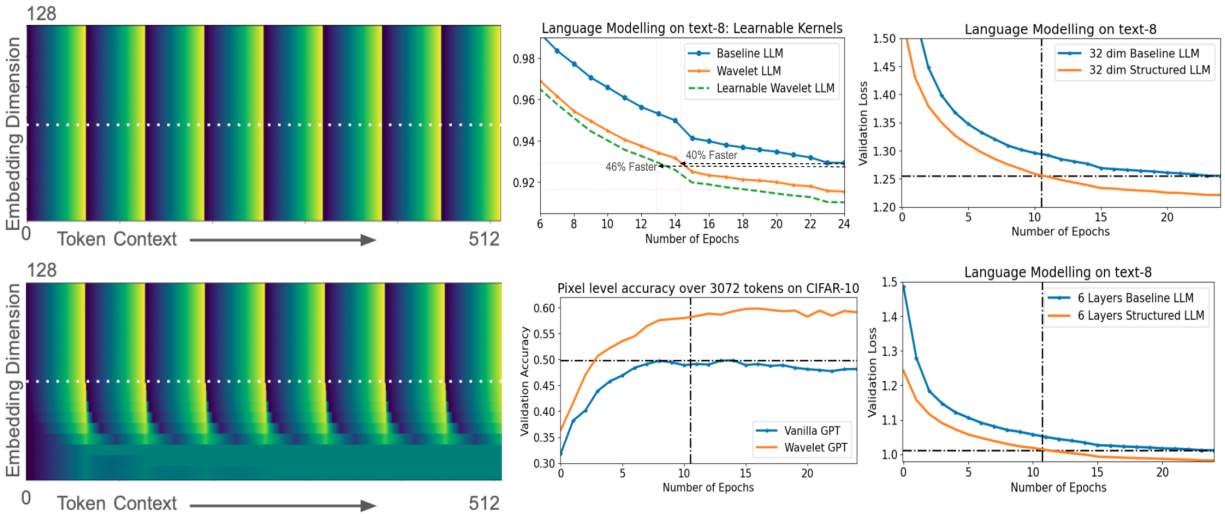 128
Embedding Dimension
0
Token Context
512
Language Modelling on text-8: Learnable Kernels
Baseline LLM
Wavelet LLM
Learnable Wavelet LLM
0.98
0.96
0.94
0.92
40% Faster
46% Faster
6 8 10 12 14 16 18 20 22 24
Number of Epochs
Language Modelling on text-8
32 dim Baseline LLM
32 dim Structured LLM
Validation Loss
1.50
1.45
1.40
1.35
1.30
1.25
1.20
0 5 10 15 20
Number of Epochs
128
Embedding Dimension
0
Token Context
512
Pixel level accuracy over 3072 tokens on CIFAR-10
Validation Accuracy
0.60
0.55
0.50
0.45
0.40
0.35
0.30
Vanilla GPT
Wavelet GPT
0 5 10 15 20
Number of Epochs
Language Modelling on text-8
6 Layers Baseline LLM
6 Layers Structured LLM
Validation Loss
1.5
1.4
1.3
1.2
1.1
1.0
0 5 10 15 20
Number of Epochs